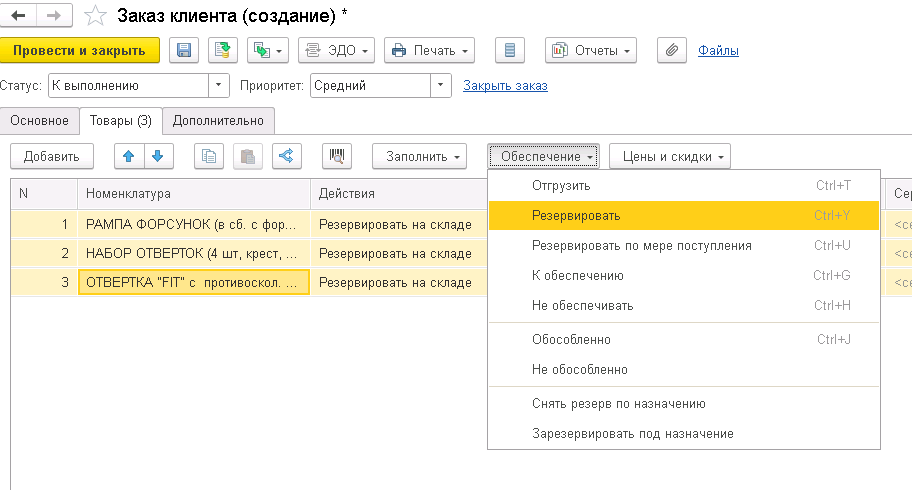 Заказ клиента (создание) *
Провести и закрыть ЭДО Печать Отчеты Файлы
Статус: К выполнению Приоритет: Средний Закрыть заказ
Основное Товары (3) Дополнительно
Добавить Заполнить Обеспечение Цены и скидки
N Номенклатура Действия Сер
1 РАМПА ФОРСУНОК (в сб. с фор... Резервировать на складе <се
2 НАБОР ОТВЕРТОК (4 шт, крест, ... Резервировать на складе
3 ОТВЕРТКА "FIT" с противоскол. ... Резервировать на складе <се
Отгрузить Ctrl+T
Резервировать Ctrl+Y
Резервировать по мере поступления Ctrl+U
К обеспечению Ctrl+G
Не обеспечивать Ctrl+H
Обособленно Ctrl+J
Не обособленно
Снять резерв по назначению
Зарезервировать под назначение